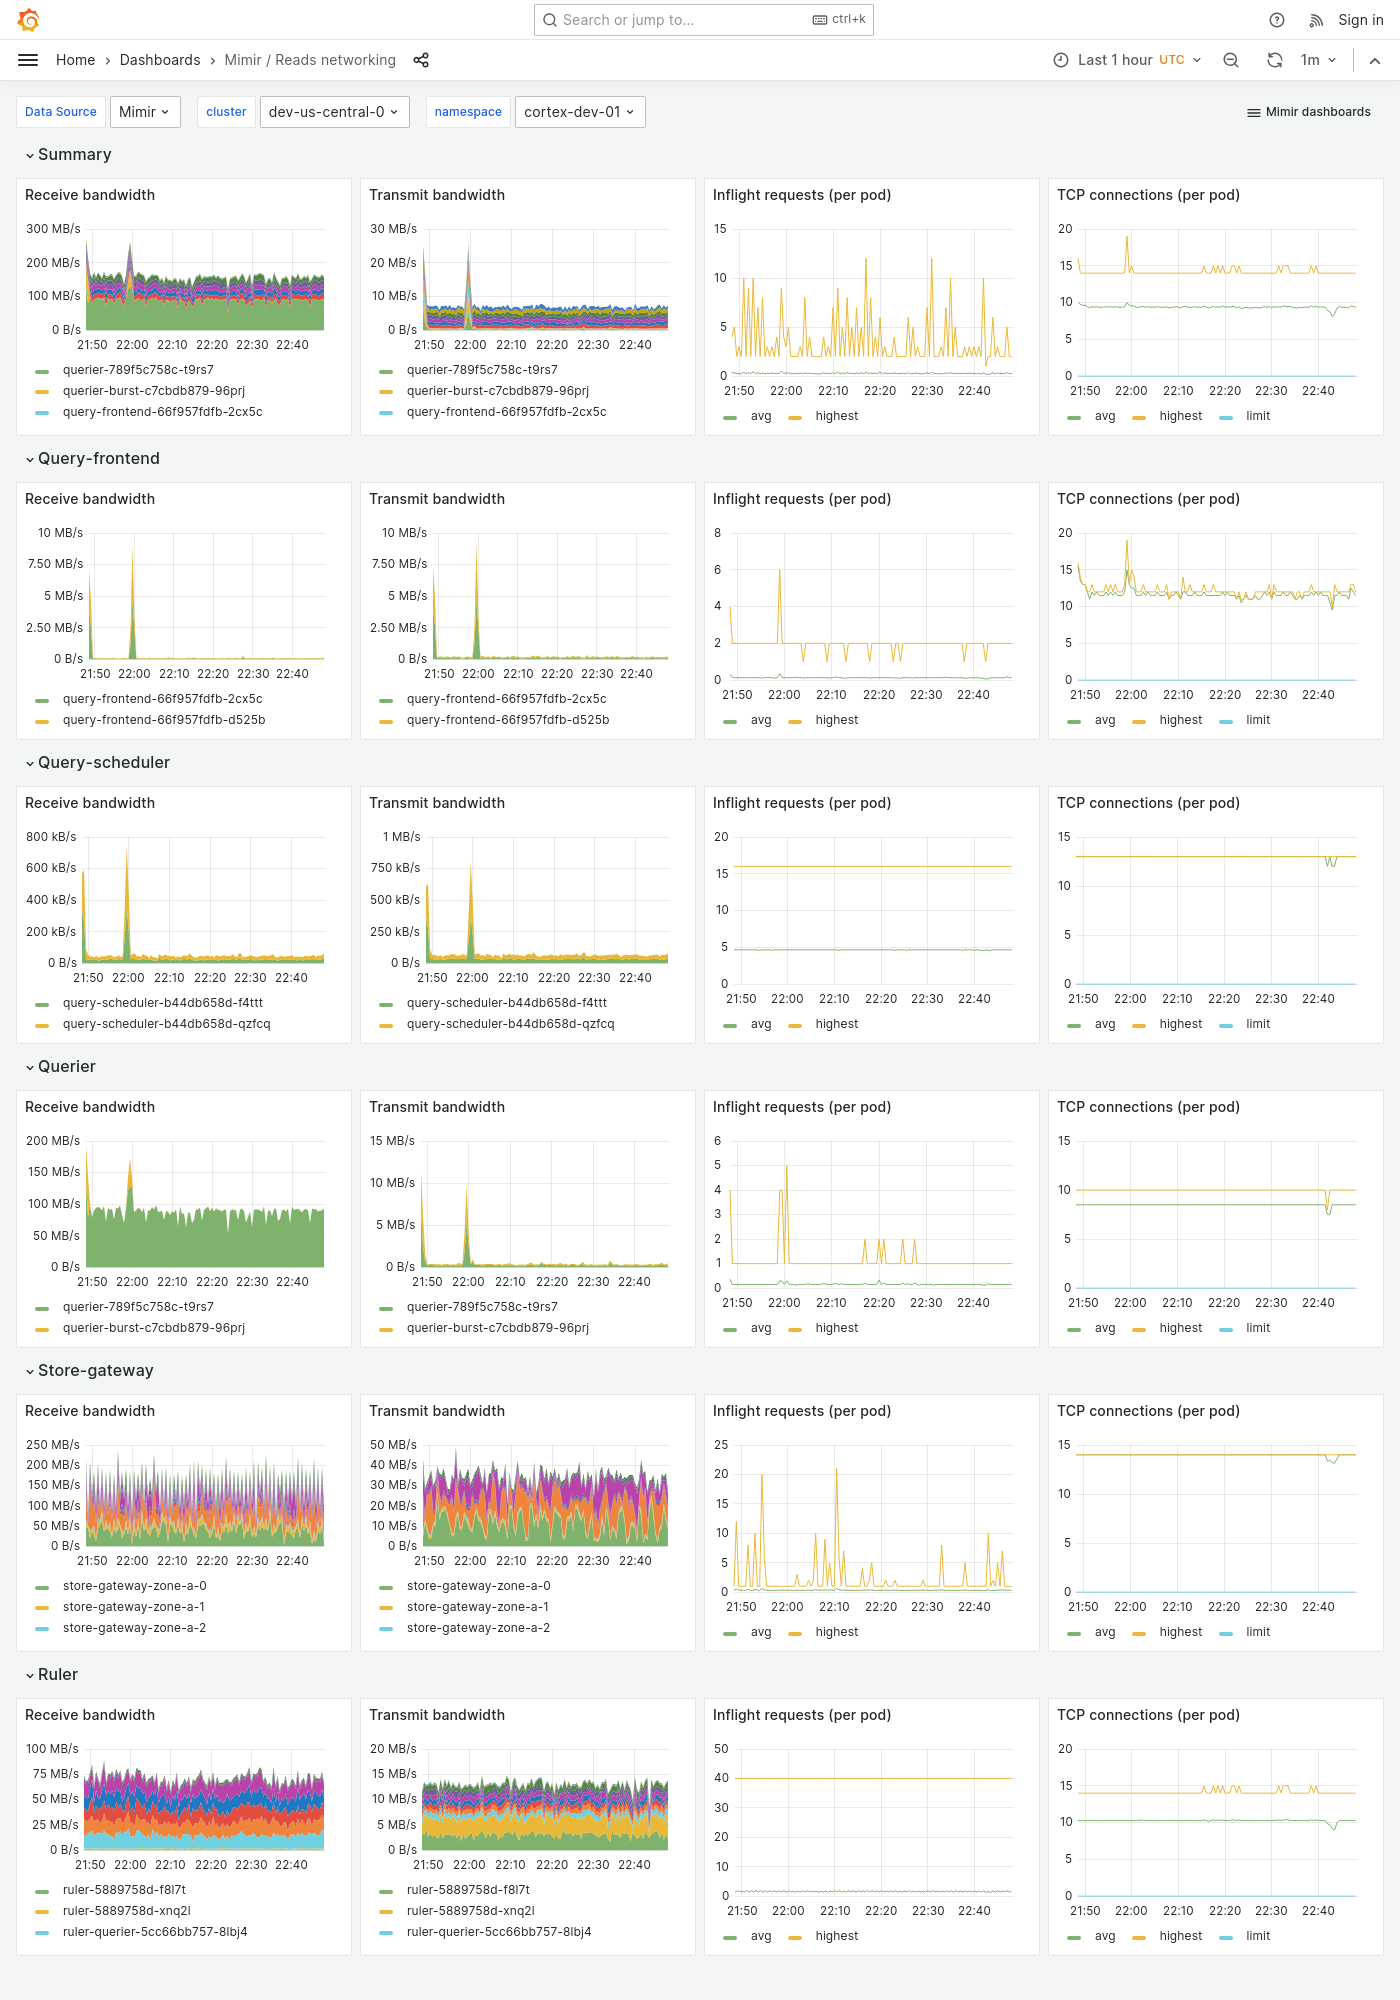 Search or jump to...
ctrl+k
Sign in
Home
Dashboards
Mimir / Reads networking
Last 1 hour UTC
1m
Data Source
Mimir
cluster
dev-us-central-0
namespace
cortex-dev-01
Mimir dashboards
Summary
Receive bandwidth
300 MB/s
200 MB/s
100 MB/s
0 B/s
21:50 22:00 22:10 22:20 22:30 22:40
querier-789f5c758c-t9rs7
querier-burst-c7cbdb879-96prj
query-frontend-66f957fdfb-2cx5c
Transmit bandwidth
30 MB/s
20 MB/s
10 MB/s
0 B/s
21:50 22:00 22:10 22:20 22:30 22:40
querier-789f5c758c-t9rs7
querier-burst-c7cbdb879-96prj
query-frontend-66f957fdfb-2cx5c
Inflight requests (per pod)
15
10
5
0
21:50 22:00 22:10 22:20 22:30 22:40
avg highest
TCP connections (per pod)
20
15
10
5
0
21:50 22:00 22:10 22:20 22:30 22:40
avg highest limit
Query-frontend
Receive bandwidth
10 MB/s
7.50 MB/s
5 MB/s
2.50 MB/s
0 B/s
21:50 22:00 22:10 22:20 22:30 22:40
query-frontend-66f957fdfb-2cx5c
query-frontend-66f957fdfb-d525b
Transmit bandwidth
10 MB/s
7.50 MB/s
5 MB/s
2.50 MB/s
0 B/s
21:50 22:00 22:10 22:20 22:30 22:40
query-frontend-66f957fdfb-2cx5c
query-frontend-66f957fdfb-d525b
Inflight requests (per pod)
8
6
4
2
0
21:50 22:00 22:10 22:20 22:30 22:40
avg highest
TCP connections (per pod)
20
15
10
5
0
21:50 22:00 22:10 22:20 22:30 22:40
avg highest limit
Query-scheduler
Receive bandwidth
800 kB/s
600 kB/s
400 kB/s
200 kB/s
0 B/s
21:50 22:00 22:10 22:20 22:30 22:40
query-scheduler-b44db658d-f4ttt
query-scheduler-b44db658d-qzfcq
Transmit bandwidth
1 MB/s
750 kB/s
500 kB/s
250 kB/s
0 B/s
21:50 22:00 22:10 22:20 22:30 22:40
query-scheduler-b44db658d-f4ttt
query-scheduler-b44db658d-qzfcq
Inflight requests (per pod)
20
15
10
5
0
21:50 22:00 22:10 22:20 22:30 22:40
avg highest
TCP connections (per pod)
15
10
5
0
21:50 22:00 22:10 22:20 22:30 22:40
avg highest limit
Querier
Receive bandwidth
200 MB/s
150 MB/s
100 MB/s
50 MB/s
0 B/s
21:50 22:00 22:10 22:20 22:30 22:40
querier-789f5c758c-t9rs7
querier-burst-c7cbdb879-96prj
Transmit bandwidth
15 MB/s
10 MB/s
5 MB/s
0 B/s
21:50 22:00 22:10 22:20 22:30 22:40
querier-789f5c758c-t9rs7
querier-burst-c7cbdb879-96prj
Inflight requests (per pod)
6
5
4
3
2
1
0
21:50 22:00 22:10 22:20 22:30 22:40
avg highest
TCP connections (per pod)
15
10
5
0
21:50 22:00 22:10 22:20 22:30 22:40
avg highest limit
Store-gateway
Receive bandwidth
250 MB/s
200 MB/s
150 MB/s
100 MB/s
50 MB/s
0 B/s
21:50 22:00 22:10 22:20 22:30 22:40
store-gateway-zone-a-0
store-gateway-zone-a-1
store-gateway-zone-a-2
Transmit bandwidth
50 MB/s
40 MB/s
30 MB/s
20 MB/s
10 MB/s
0 B/s
21:50 22:00 22:10 22:20 22:30 22:40
store-gateway-zone-a-0
store-gateway-zone-a-1
store-gateway-zone-a-2
Inflight requests (per pod)
25
20
15
10
5
0
21:50 22:00 22:10 22:20 22:30 22:40
avg highest
TCP connections (per pod)
15
10
5
0
21:50 22:00 22:10 22:20 22:30 22:40
avg highest limit
Ruler
Receive bandwidth
100 MB/s
75 MB/s
50 MB/s
25 MB/s
0 B/s
21:50 22:00 22:10 22:20 22:30 22:40
ruler-5889758d-f8l7t
ruler-5889758d-xnq2l
ruler-querier-5cc66bb757-8lbj4
Transmit bandwidth
20 MB/s
15 MB/s
10 MB/s
5 MB/s
0 B/s
21:50 22:00 22:10 22:20 22:30 22:40
ruler-5889758d-f8l7t
ruler-5889758d-xnq2l
ruler-querier-5cc66bb757-8lbj4
Inflight requests (per pod)
50
40
30
20
10
0
21:50 22:00 22:10 22:20 22:30 22:40
avg highest
TCP connections (per pod)
20
15
10
5
0
21:50 22:00 22:10 22:20 22:30 22:40
avg highest limit